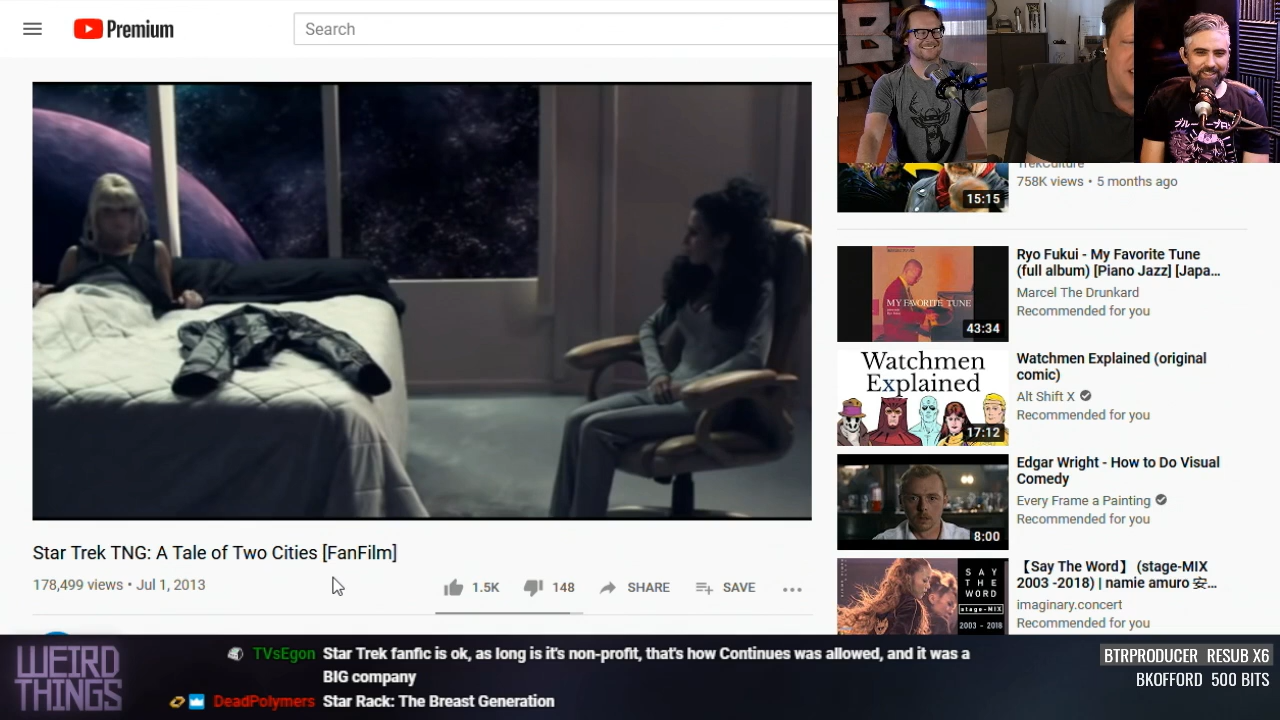 Premium
Search
TrekCulture
758K views • 5 months ago
15:15
Ryo Fukui - My Favorite Tune
(full album) [Piano Jazz] [Japa...
Marcel The Drunkard
Recommended for you
MY FAVORITE TUNE
43:34
Watchmen Explained (original
comic)
Alt Shift X
Recommended for you
Watchmen
Explained
17:12
Edgar Wright - How to Do Visual
Comedy
Every Frame a Painting
Recommended for you
8:00
【Say The Word】 (stage-MIX
2003 -2018) | namie amuro 安...
imaginary.concert
Recommended for you
SAY
THE
WORD
stage-MIX
2003 - 2018
Star Trek TNG: A Tale of Two Cities [FanFilm]
178,499 views • Jul 1, 2013
1.5K
148
SHARE
SAVE
WEIRD
THINGS
TVsEgon Star Trek fanfic is ok, as long is it's non-profit, that's how Continues was allowed, and it was a
BIG company
DeadPolymers Star Rack: The Breast Generation
BTRPRODUCER RESUB X6
BKOFFORD 500 BITS